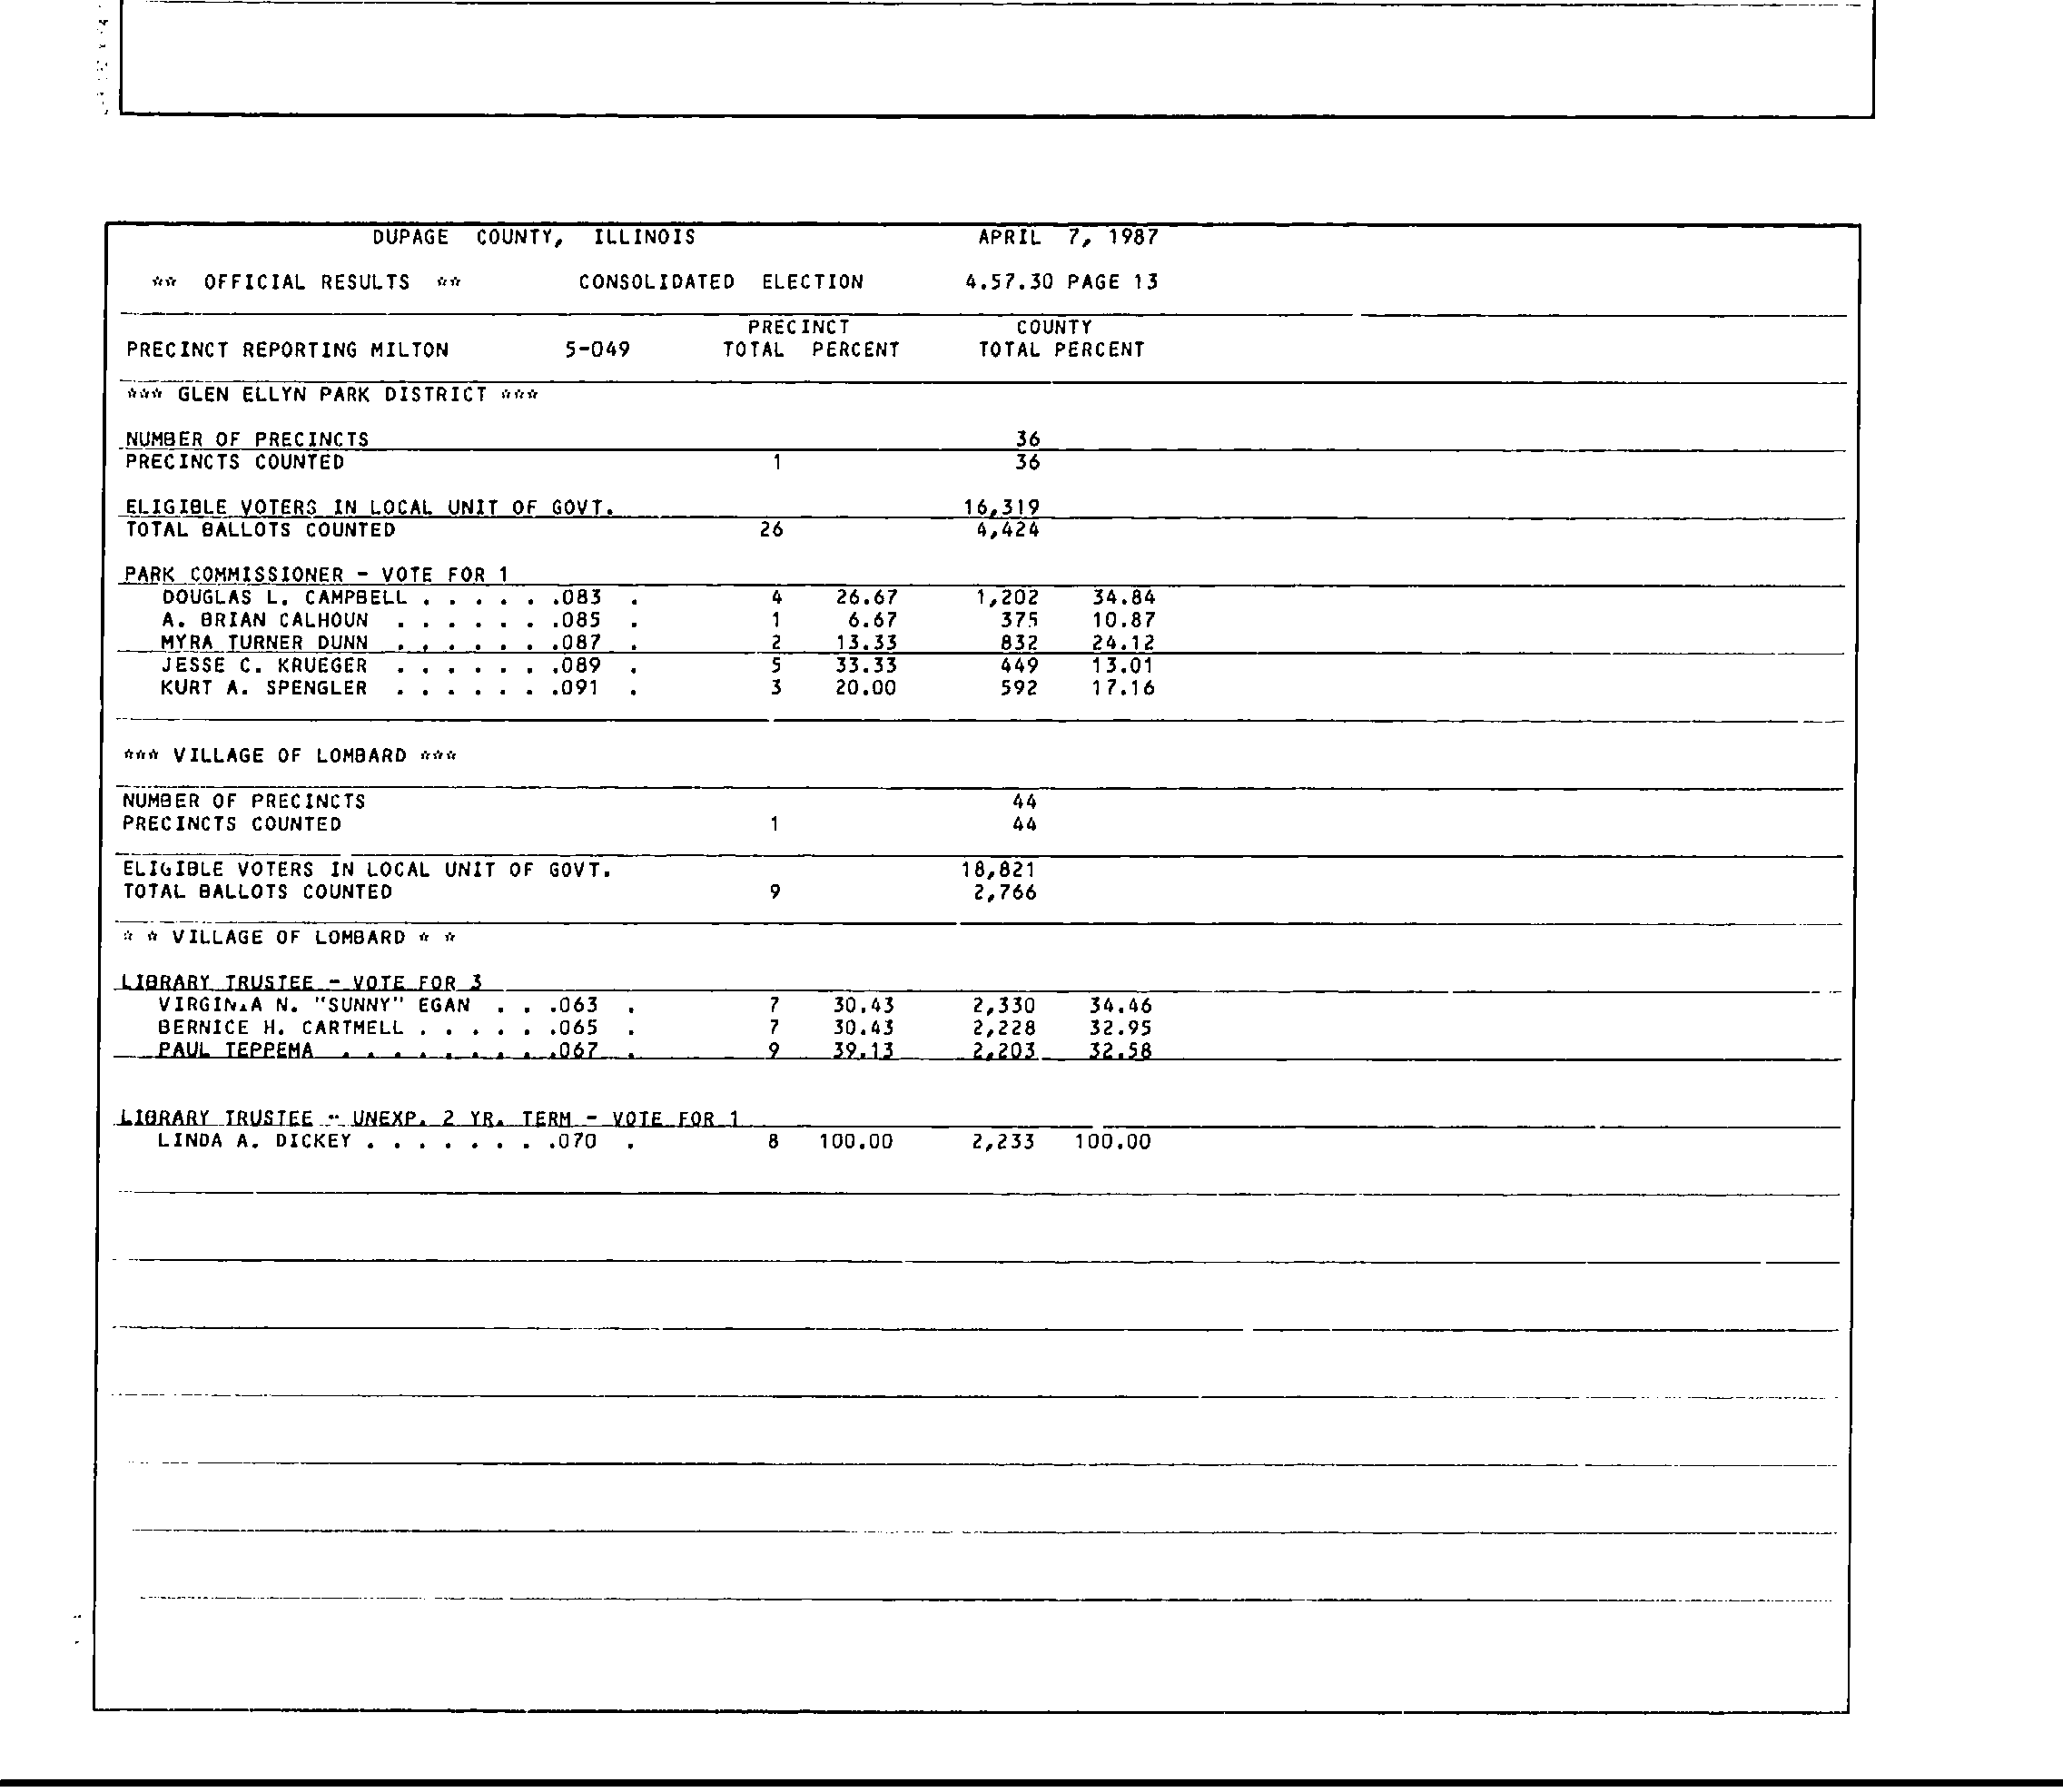 DUPAGE COUNTY, ILLINOIS APRIL 7, 1987
** OFFICIAL RESULTS ** CONSOLIDATED ELECTION 4.57.30 PAGE 13
PRECINCT COUNTY
PRECINCT REPORTING MILTON 5-049 TOTAL PERCENT TOTAL PERCENT
*** GLEN ELLYN PARK DISTRICT ***
NUMBER OF PRECINCTS 36
PRECINCTS COUNTED 1 36
ELIGIBLE VOTERS IN LOCAL UNIT OF GOVT. 16,319
TOTAL BALLOTS COUNTED 26 4,424
PARK COMMISSIONER - VOTE FOR 1
DOUGLAS L. CAMPBELL . . . . . .083 . 4 26.67 1,202 34.84
A. BRIAN CALHOUN . . . . . . .085 . 1 6.67 375 10.87
MYRA TURNER DUNN . . . . . . .087 . 2 13.33 832 24.12
JESSE C. KRUEGER . . . . . . .089 . 5 33.33 449 13.01
KURT A. SPENGLER . . . . . . .091 . 3 20.00 592 17.16
*** VILLAGE OF LOMBARD ***
NUMBER OF PRECINCTS 44
PRECINCTS COUNTED 1 44
ELIGIBLE VOTERS IN LOCAL UNIT OF GOVT. 18,821
TOTAL BALLOTS COUNTED 9 2,766
* * VILLAGE OF LOMBARD * *
LIBRARY TRUSTEE - VOTE FOR 3
VIRGINIA N. "SUNNY" EGAN . . .063 . 7 30.43 2,330 34.46
BERNICE H. CARTMELL . . . . . .065 . 7 30.43 2,228 32.95
PAUL TEPPEMA . . . . . . . . .067 . 9 39.13 2,203 32.58
LIBRARY TRUSTEE - UNEXP. 2 YR. TERM - VOTE FOR 1
LINDA A. DICKEY . . . . . . . .070 . 8 100.00 2,233 100.00